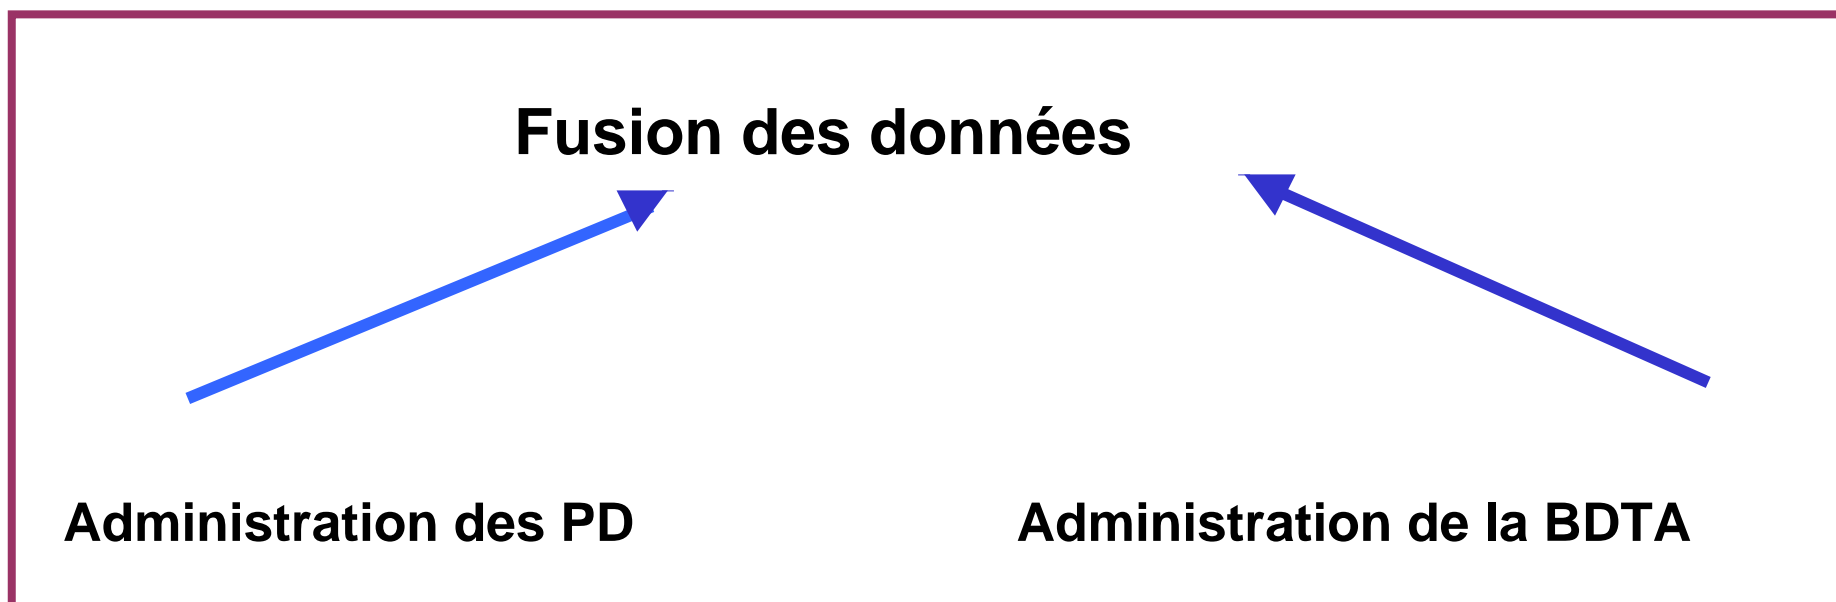 Fusion des données
Administration des PD
Administration de la BDTA